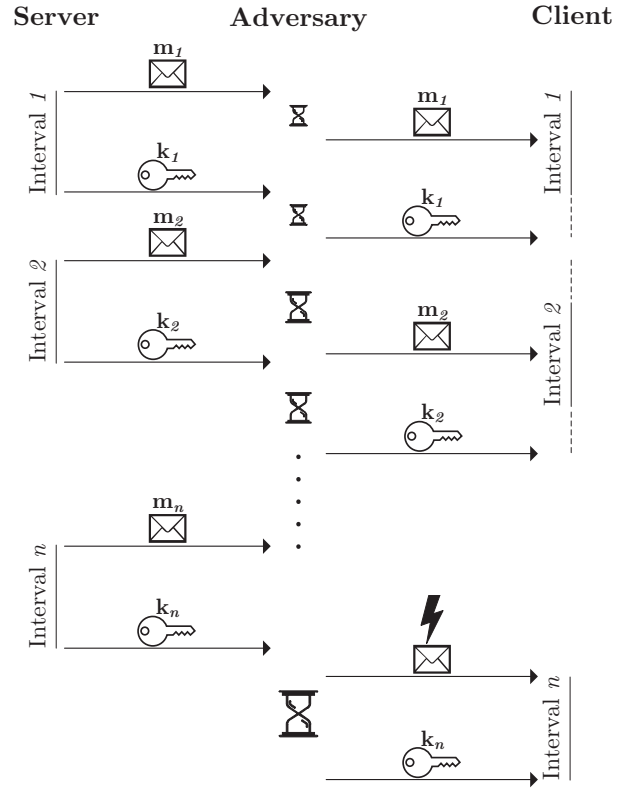 Server Adversary Client
m1
Interval 1
m1
Interval 1
k1
k1
m2
Interval 2
m2
Interval 2
k2
k2
mn
Interval n
kn
Interval n
kn